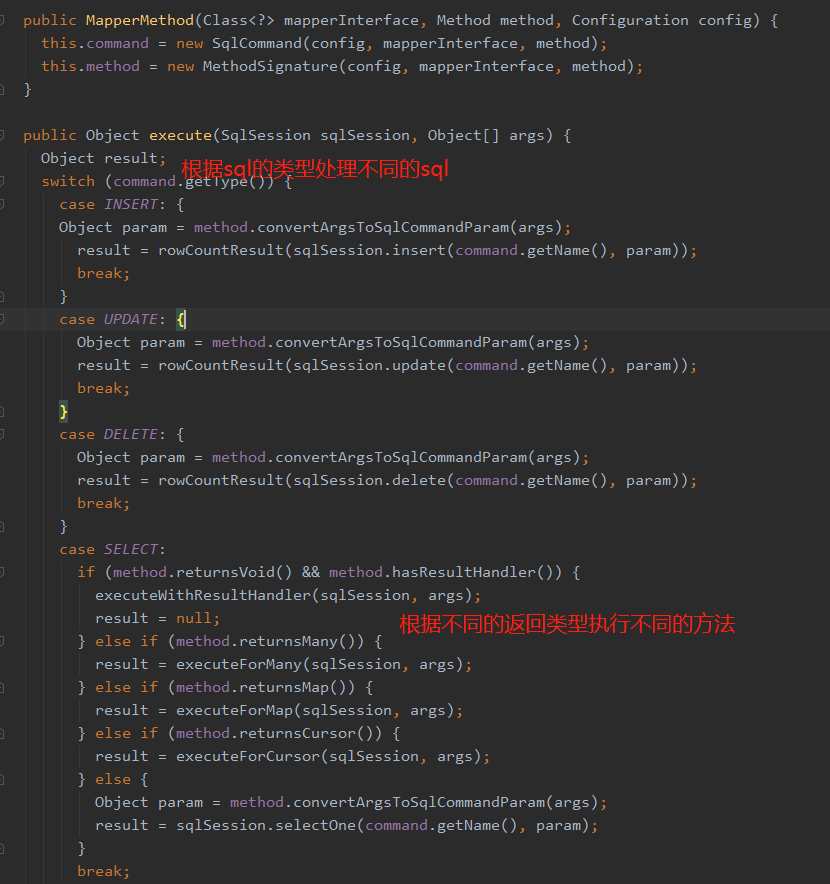 public MapperMethod(Class<?> mapperInterface, Method method, Configuration config) {
this.command = new SqlCommand(config, mapperInterface, method);
this.method = new MethodSignature(config, mapperInterface, method);
}
public Object execute(SqlSession sqlSession, Object[] args) {
Object result;
根据sql的类型处理不同的sql
switch (command.getType()) {
case INSERT: {
Object param = method.convertArgsToSqlCommandParam(args);
result = rowCountResult(sqlSession.insert(command.getName(), param));
break;
}
case UPDATE: {
Object param = method.convertArgsToSqlCommandParam(args);
result = rowCountResult(sqlSession.update(command.getName(), param));
break;
}
case DELETE: {
Object param = method.convertArgsToSqlCommandParam(args);
result = rowCountResult(sqlSession.delete(command.getName(), param));
break;
}
case SELECT:
if (method.returnsVoid() && method.hasResultHandler()) {
executeWithResultHandler(sqlSession, args);
result = null;
根据不同的返回类型执行不同的方法
} else if (method.returnsMany()) {
result = executeForMany(sqlSession, args);
} else if (method.returnsMap()) {
result = executeForMap(sqlSession, args);
} else if (method.returnsCursor()) {
result = executeForCursor(sqlSession, args);
} else {
Object param = method.convertArgsToSqlCommandParam(args);
result = sqlSession.selectOne(command.getName(), param);
}
break;